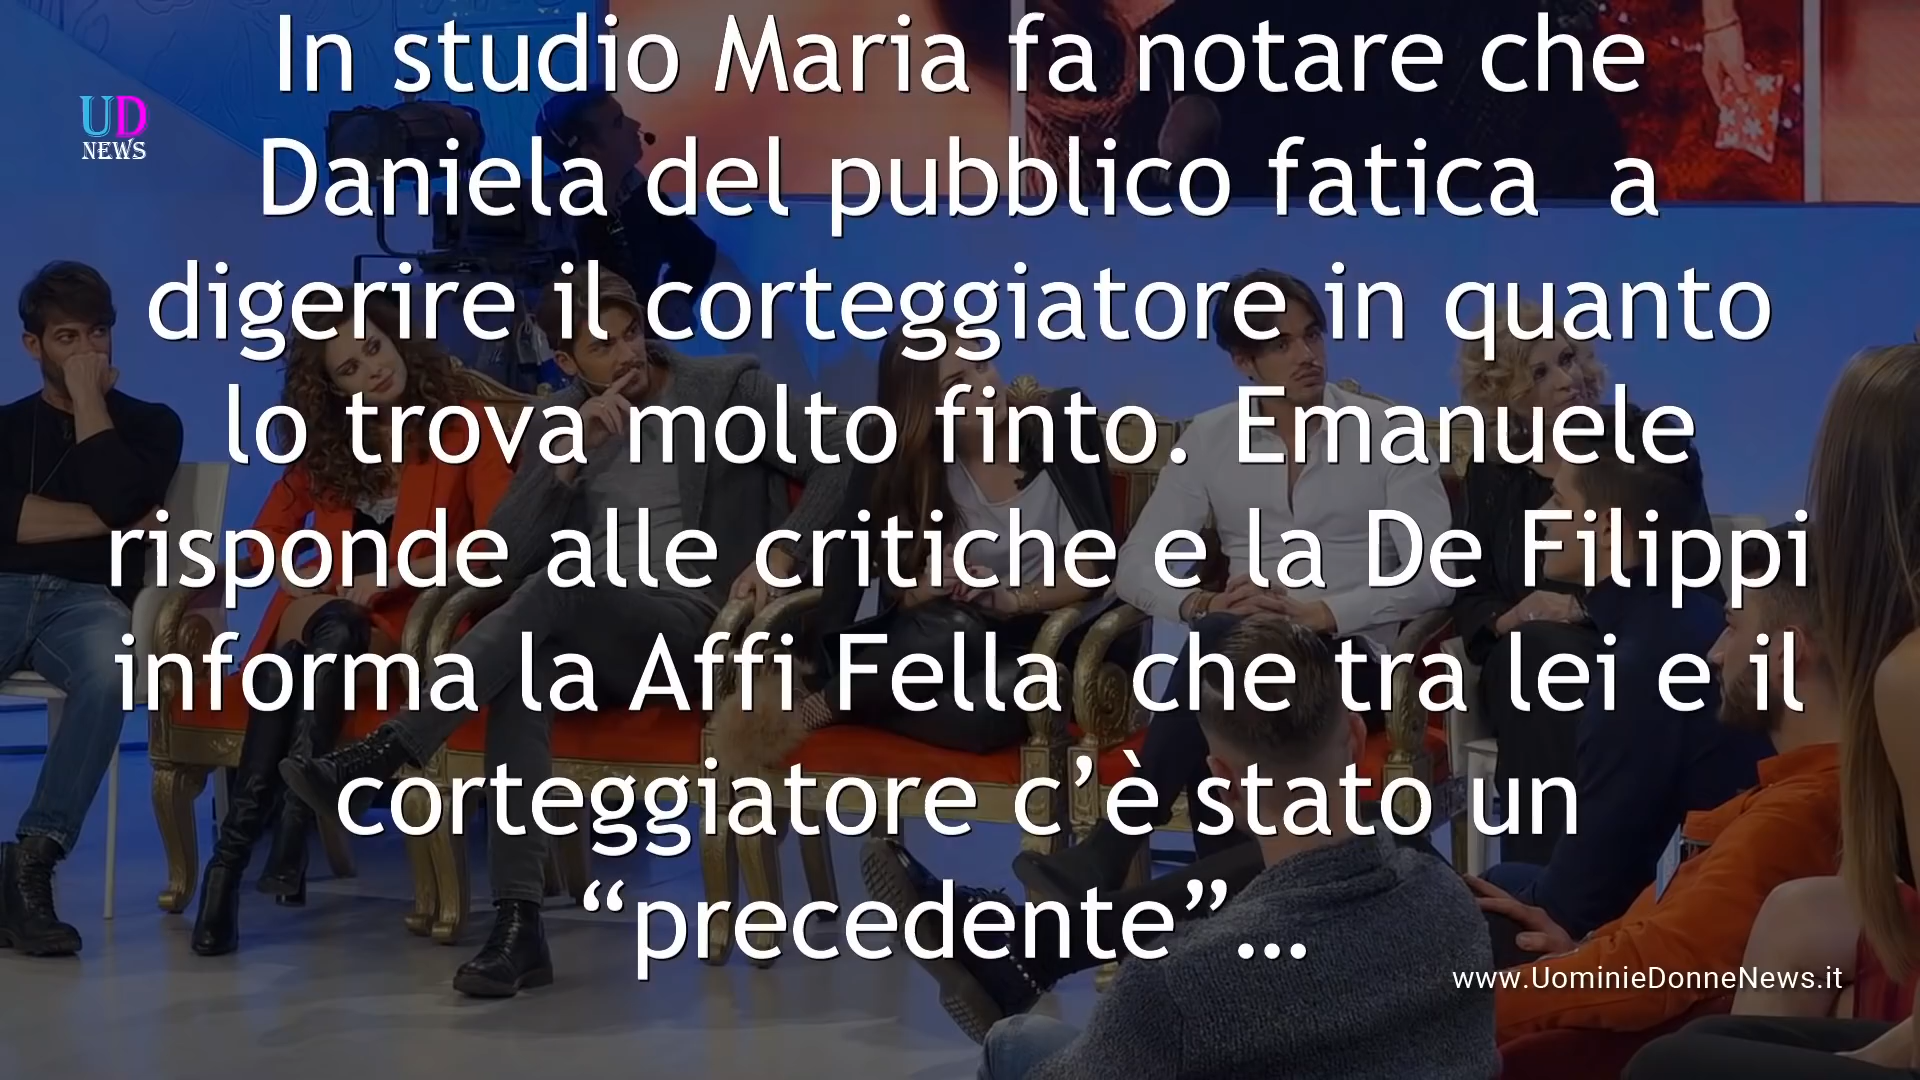 In studio Maria fa notare che
UD
NEWS
Daniela del pubblico fatica  a
digerire il corteggiatore in quanto
lo trova molto finto. Emanuele
risponde alle critiche e la De Filippi
informa la Affi Fella  che tra lei e il
corteggiatore c’è stato un
“precedente”...
www.UominieDonneNews.it